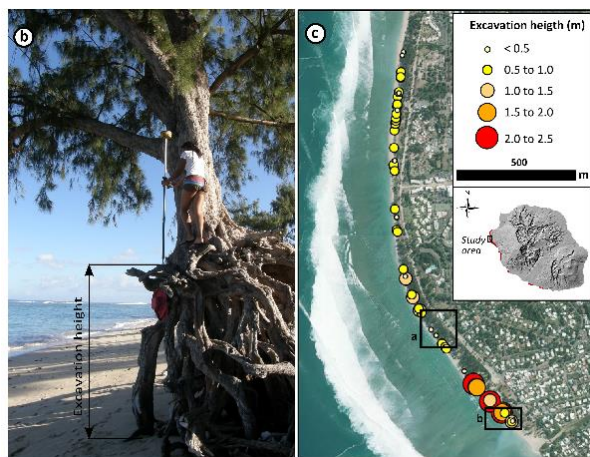 b
Excavation height
c
Excavation heigth (m)
< 0.5
0.5 to 1.0
1.0 to 1.5
1.5 to 2.0
2.0 to 2.5
500
m
Study
area
a
b